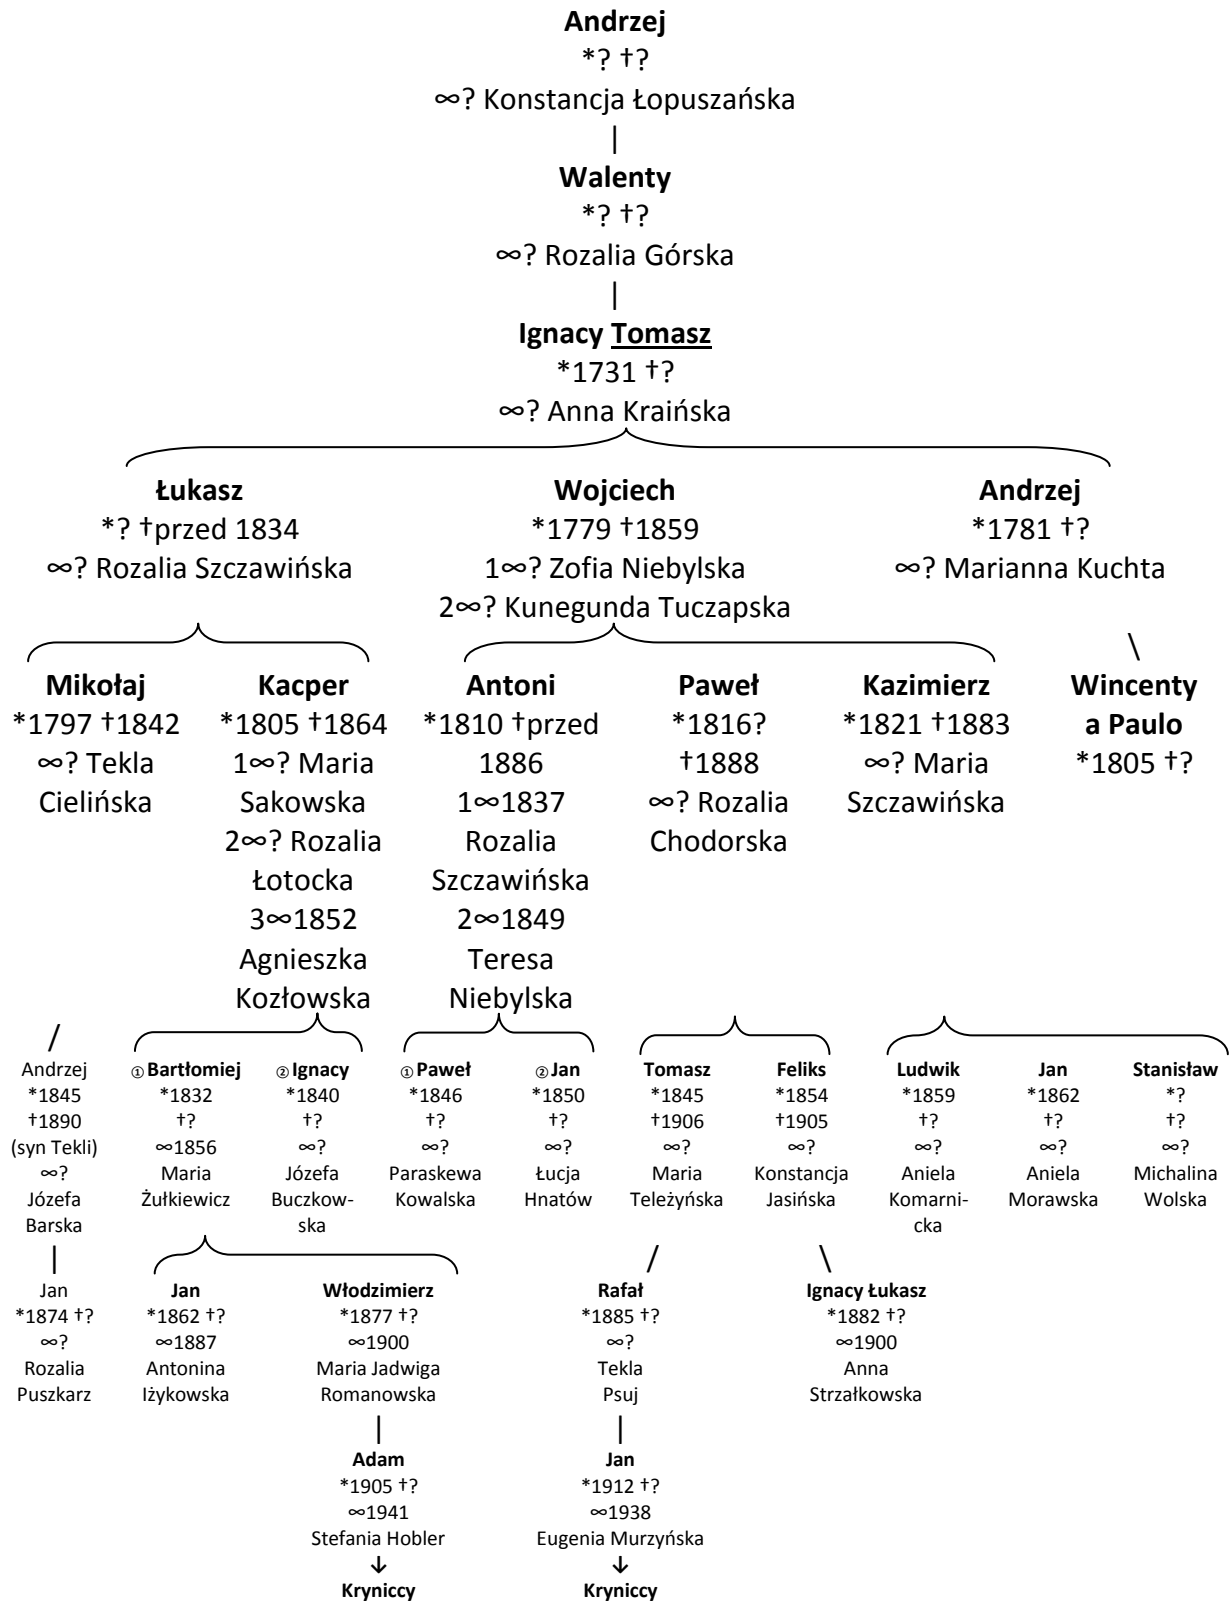 Andrzej
*? †?
∞? Konstancja Łopuszańska
|
Walenty
*? †?
∞? Rozalia Górska
|
Ignacy Tomasz
*1731 †?
∞? Anna Kraińska
Łukasz
*? †przed 1834
∞? Rozalia Szczawińska
Wojciech
*1779 †1859
1∞? Zofia Niebylska
2∞? Kunegunda Tuczapska
Andrzej
*1781 †?
∞? Marianna Kuchta
\
Mikołaj
*1797 †1842
∞? Tekla
Cielińska
Kacper
*1805 †1864
1∞? Maria
Sakowska
2∞? Rozalia
Łotocka
3∞1852
Agnieszka
Kozłowska
Antoni
*1810 †przed
1886
1∞1837
Rozalia
Szczawińska
2∞1849
Teresa
Niebylska
Paweł
*1816?
†1888
∞? Rozalia
Chodorska
Kazimierz
*1821 †1883
∞? Maria
Szczawińska
Wincenty
a Paulo
*1805 †?
/
Andrzej
*1845
†1890
(syn Tekli)
∞?
Józefa
Barska
① Bartłomiej
*1832
†?
∞1856
Maria
Żułkiewicz
② Ignacy
*1840
†?
∞?
Józefa
Buczkow-
ska
① Paweł
*1846
†?
∞?
Paraskewa
Kowalska
② Jan
*1850
†?
∞?
Łucja
Hnatów
Tomasz
*1845
†1906
∞?
Maria
Teleżyńska
Feliks
*1854
†1905
∞?
Konstancja
Jasińska
Ludwik
*1859
†?
∞?
Aniela
Komarni-
cka
Jan
*1862
†?
∞?
Aniela
Morawska
Stanisław
*?
†?
∞?
Michalina
Wolska
|
/
\
Jan
*1874 †?
∞?
Rozalia
Puszkarz
Jan
*1862 †?
∞1887
Antonina
Iżykowska
Włodzimierz
*1877 †?
∞1900
Maria Jadwiga
Romanowska
Rafał
*1885 †?
∞?
Tekla
Psuj
Ignacy Łukasz
*1882 †?
∞1900
Anna
Strzałkowska
|
|
Adam
*1905 †?
∞1941
Stefania Hobler
↓
Kryniccy
Jan
*1912 †?
∞1938
Eugenia Murzyńska
↓
Kryniccy